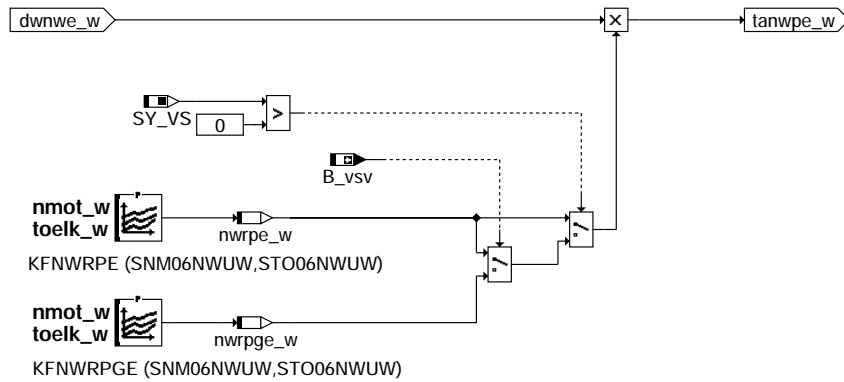 dwnwe_w
tanwpe_w
SY_VS
>
0
B_vsv
P
nmot_w
toelk_w
nwrpe_w
KFNWRPE (SNM06NWUW,STO06NWUW)
P
nmot_w
toelk_w
nwrpge_w
KFNWRPGE (SNM06NWUW,STO06NWUW)